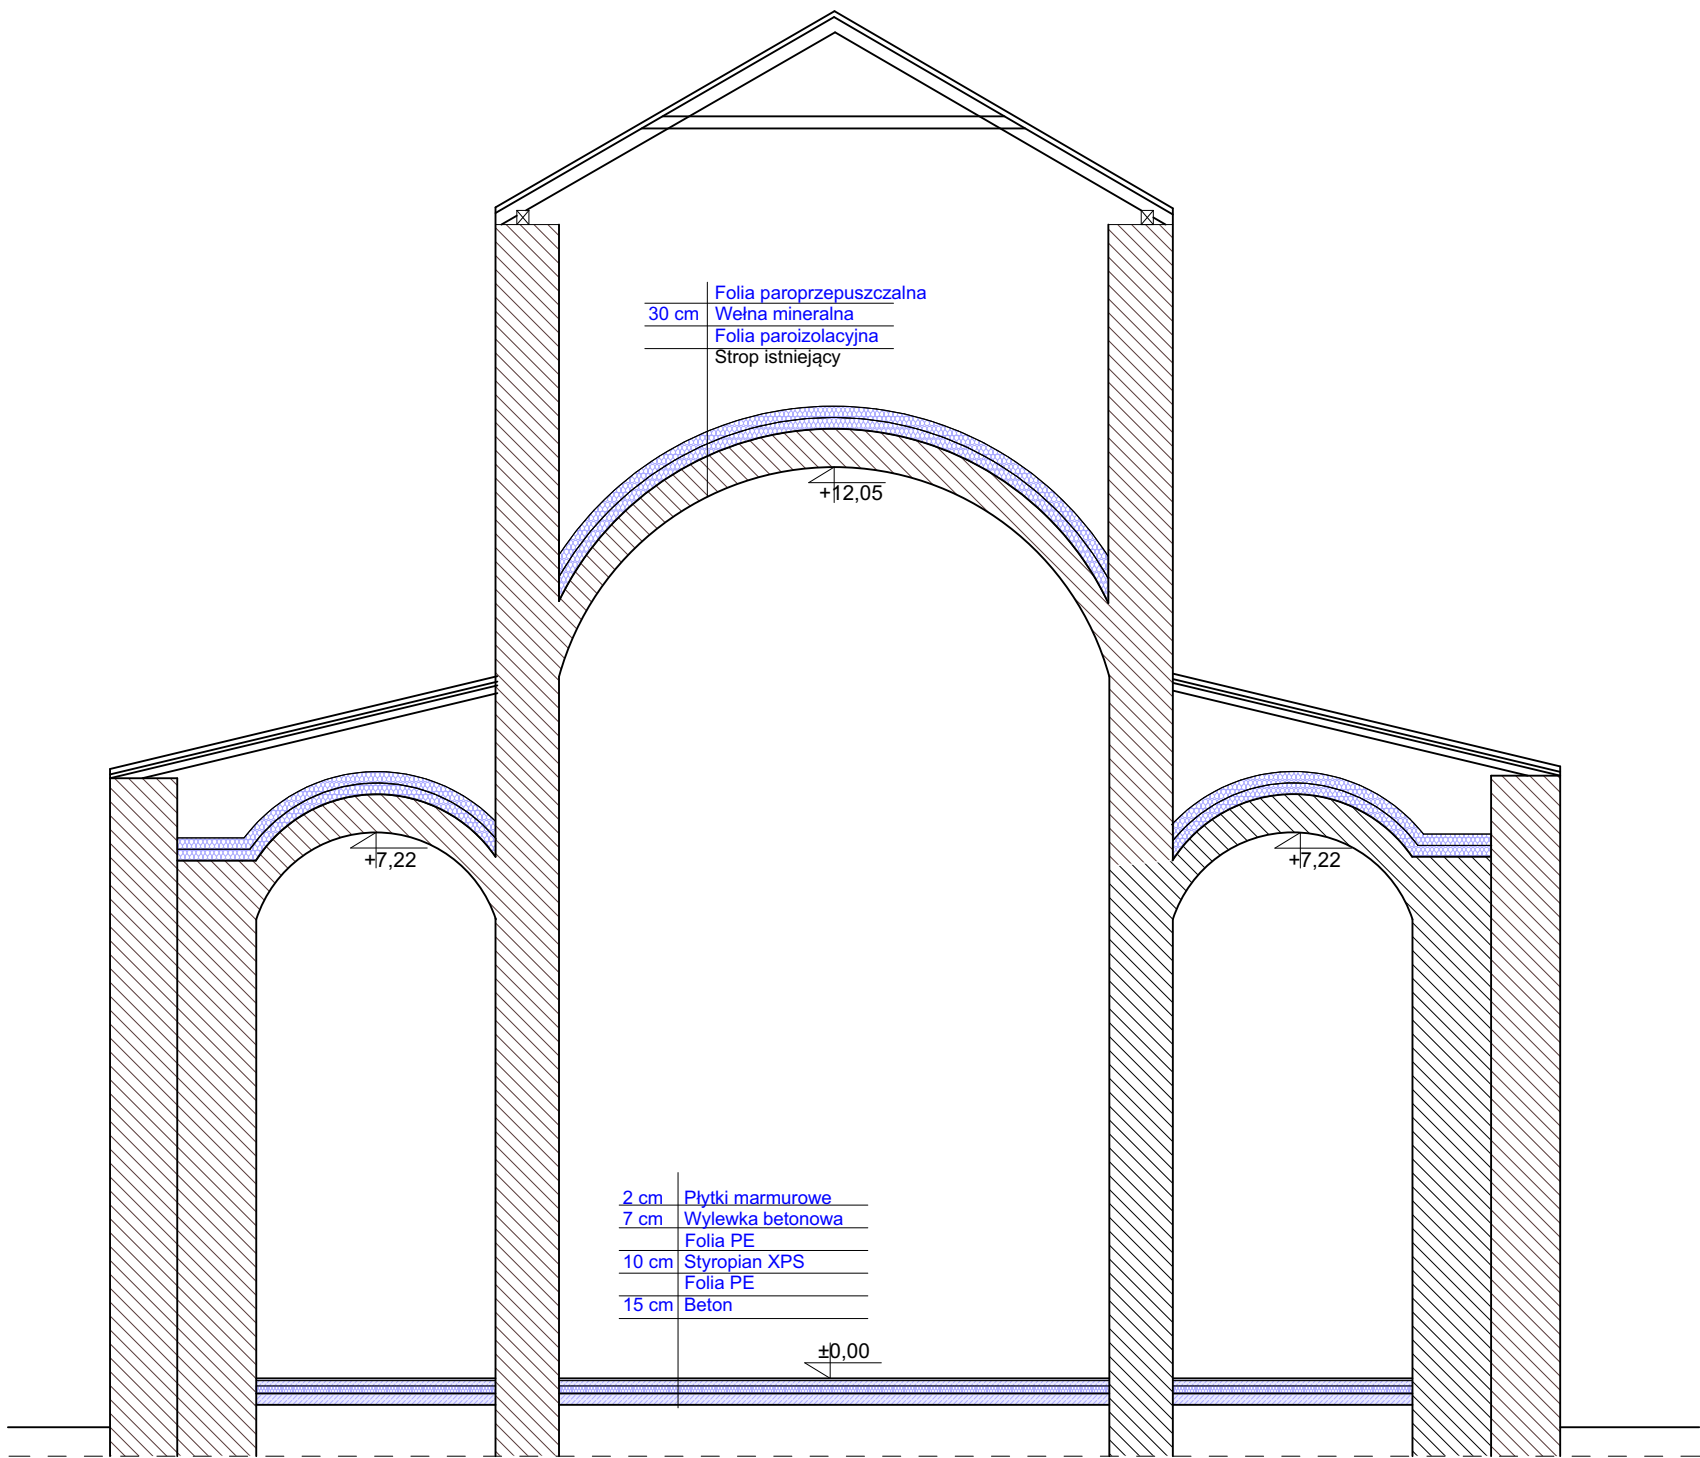 Folia paroprzepuszczalna
30 cm Wełna mineralna
Folia paroizolacyjna
Strop istniejący
+12,05
+7,22
+7,22
2 cm Płytki marmurowe
7 cm Wylewka betonowa
Folia PE
10 cm Styropian XPS
Folia PE
15 cm Beton
±0,00